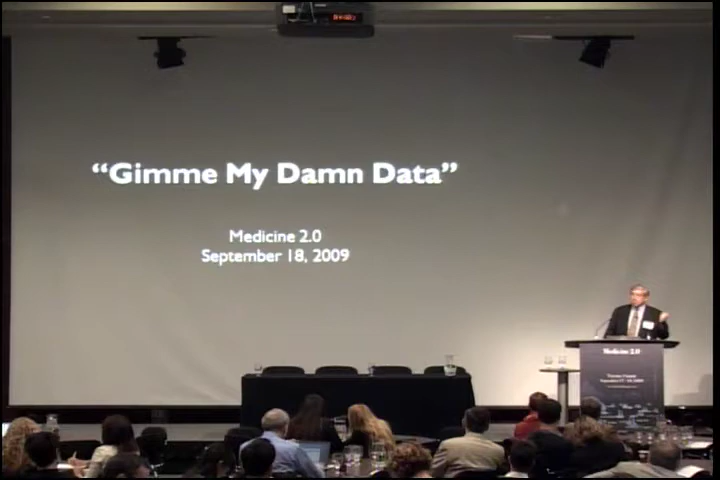 “Gimme My Damn Data”
Medicine 2.0
September 18, 2009
Medicine 2.0